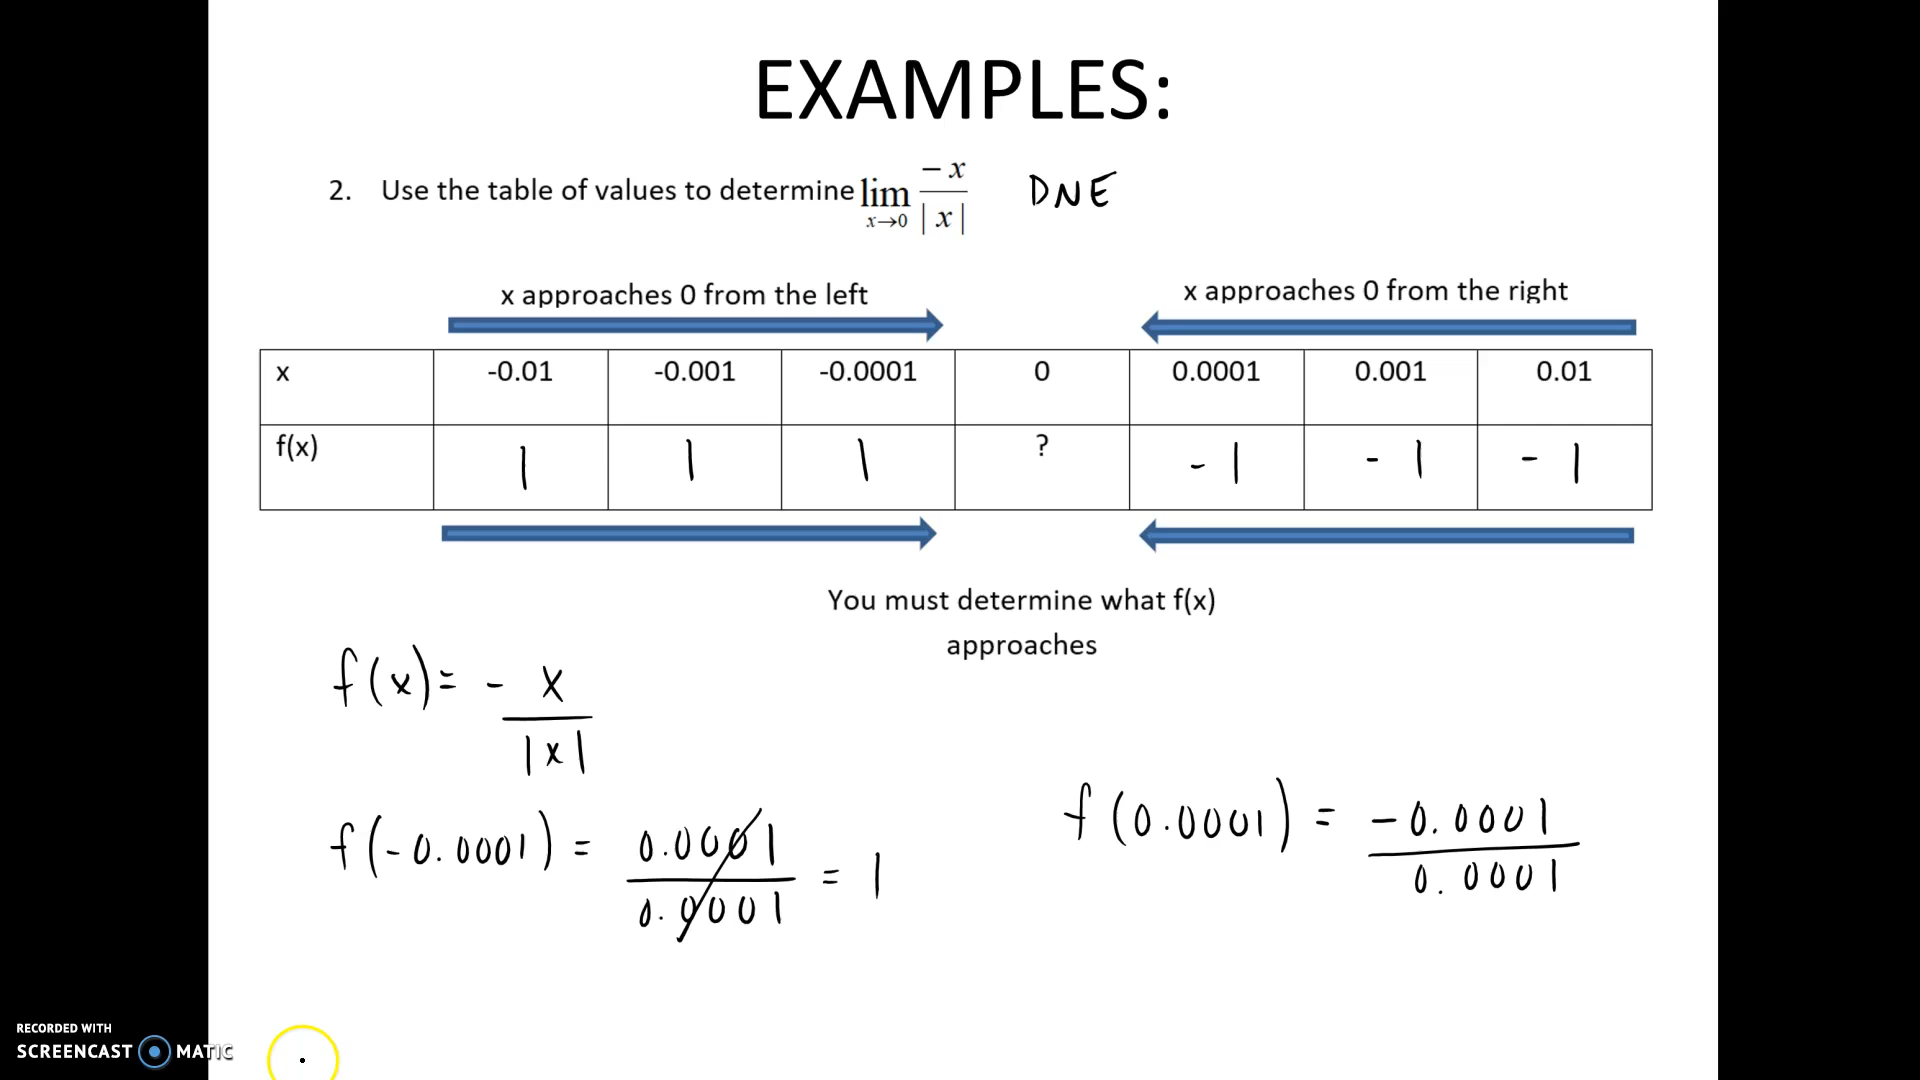 EXAMPLES:
2. Use the table of values to determine lim x→0 -x / |x| DNE
x approaches 0 from the left
x approaches 0 from the right
x -0.01 -0.001 -0.0001 0 0.0001 0.001 0.01
f(x) 1 1 1 ? -1 -1 -1
You must determine what f(x)
approaches
f(x) = - x / |x|
f(-0.0001) = 0.0001 / 0.0001 = 1
f(0.0001) = -0.0001 / 0.0001
RECORDED WITH
SCREENCAST MATIC